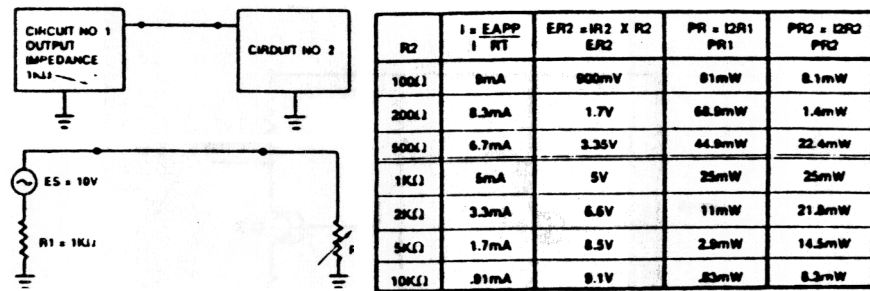 CIRCUIT NO 1
OUTPUT
IMPEDANCE
1KΩ
CIRDUIT NO 2
ES = 10V
R1 = 1KΩ
R
R2
I = EAPP
I RT
ER2 = IR2 X R2
ER2
PR = I2R1
PR1
PR2 = I2R2
PR2
100Ω 9mA 900mV 81mW 8.1mW
200Ω 8.3mA 1.7V 68.9mW 1.4mW
500Ω 6.7mA 3.35V 44.9mW 22.4mW
1KΩ 5mA 5V 25mW 25mW
2KΩ 3.3mA 6.6V 11mW 21.8mW
5KΩ 1.7mA 8.5V 2.9mW 14.5mW
10KΩ .91mA 9.1V .83mW 8.3mW